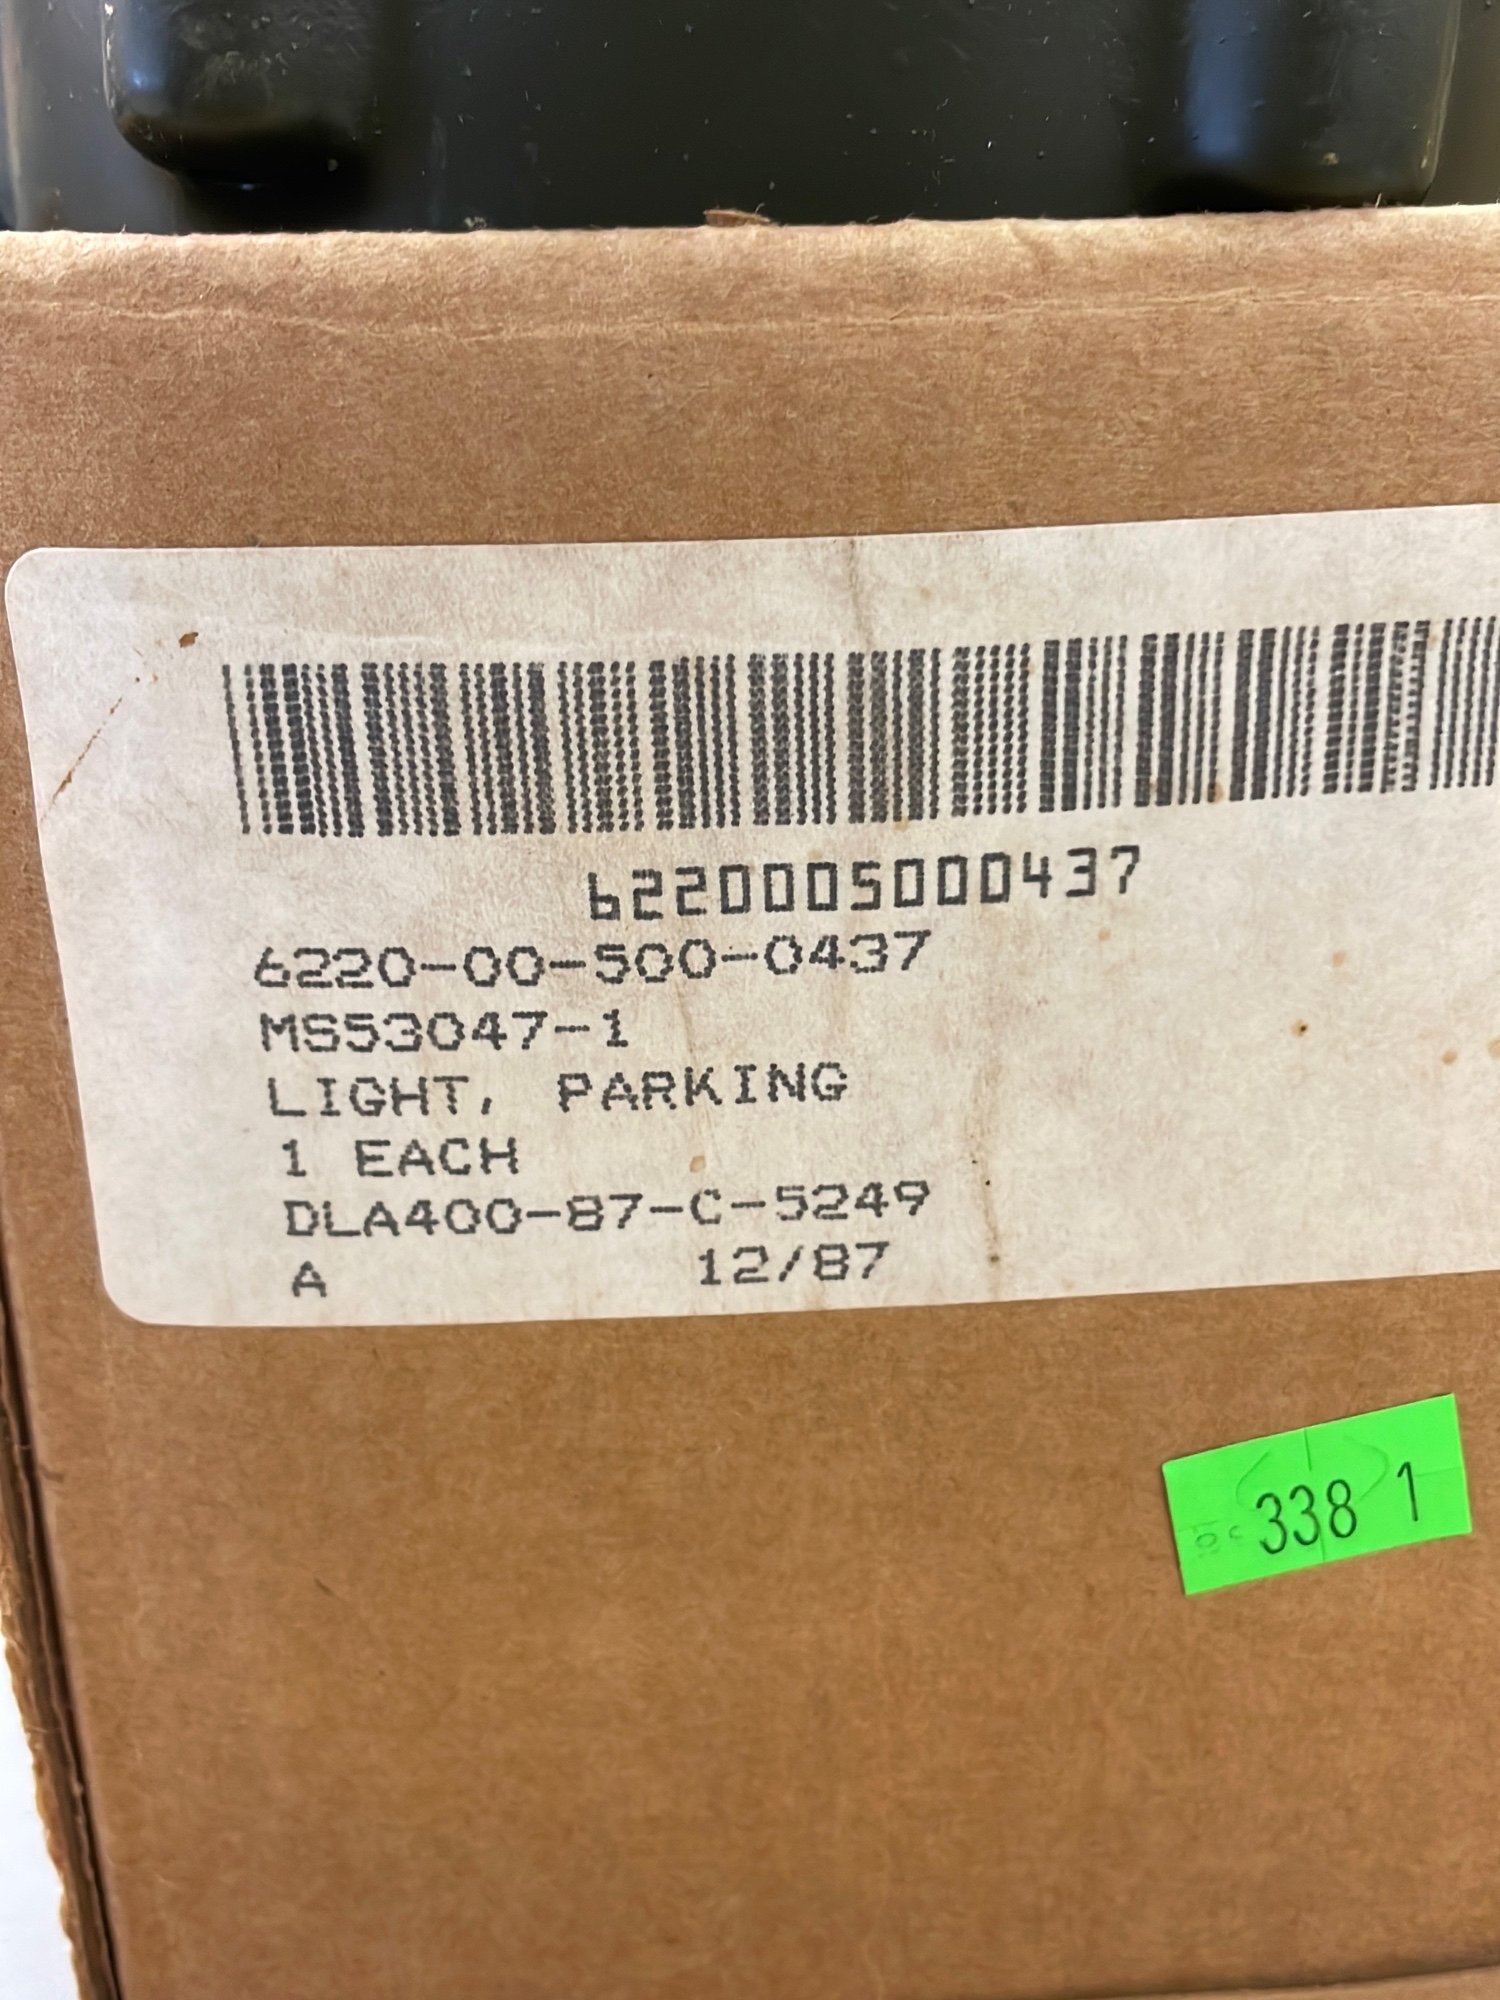 6220005000437
6220-00-500-0437
MS53047-1
LIGHT, PARKING
1 EACH
DLA400-87-C-5249
A 12/87
338 1